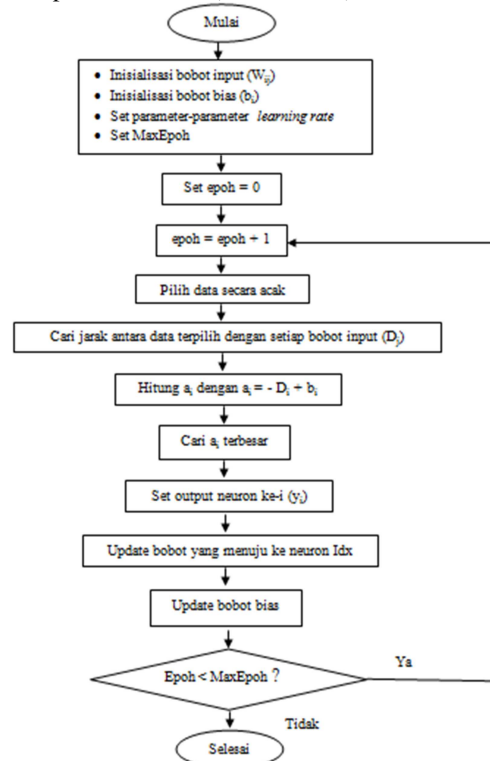 Mulai
• Inisialisasi bobot input (Wij)
• Inisialisasi bobot bias (bi)
• Set parameter-parameter learning rate
• Set MaxEpoh
Set epoh = 0
epoh = epoh + 1
Pilih data secara acak
Cari jarak antara data terpilih dengan setiap bobot input (Dj)
Hitung ai dengan ai = - Di + bi
Cari ai terbesar
Set output neuron ke-i (yi)
Update bobot yang menuju ke neuron Idx
Update bobot bias
Epoh < MaxEpoh ?
Ya
Tidak
Selesai